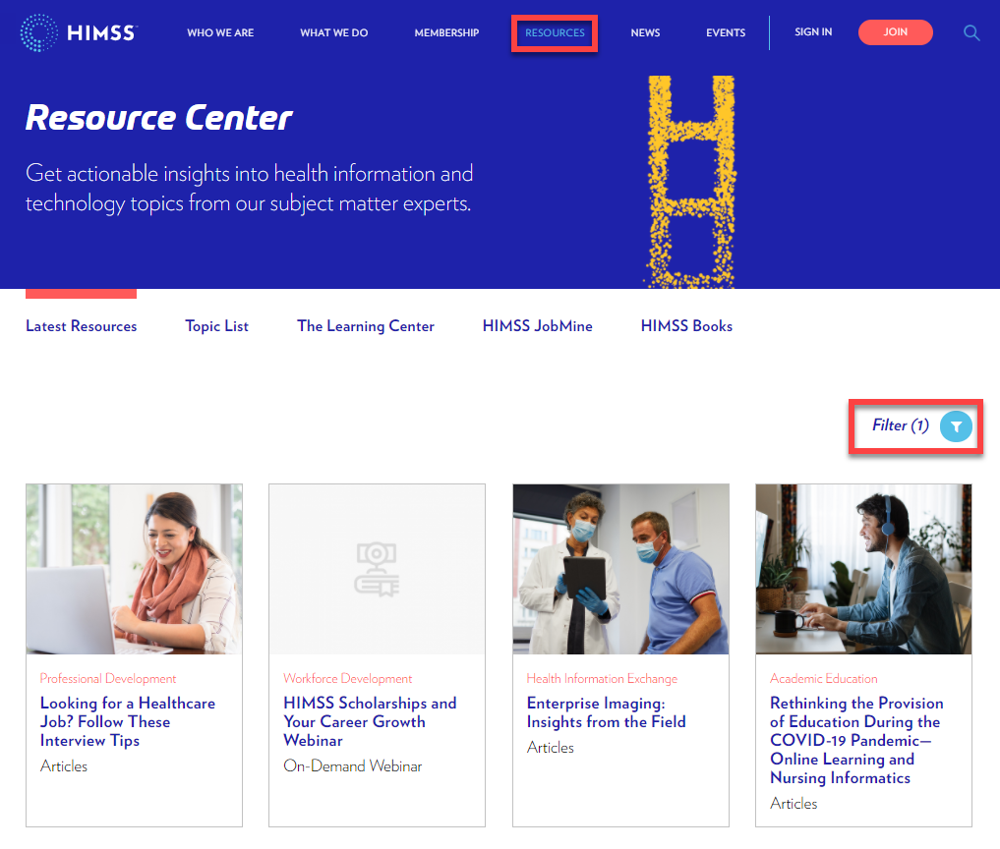 HIMSS™
WHO WE ARE
WHAT WE DO
MEMBERSHIP
RESOURCES
NEWS
EVENTS
SIGN IN
JOIN
Resource Center
Get actionable insights into health information and
technology topics from our subject matter experts.
Latest Resources
Topic List
The Learning Center
HIMSS JobMine
HIMSS Books
Filter (1)
Professional Development
Looking for a Healthcare
Job? Follow These
Interview Tips
Articles
Workforce Development
HIMSS Scholarships and
Your Career Growth
Webinar
On-Demand Webinar
Health Information Exchange
Enterprise Imaging:
Insights from the Field
Articles
Academic Education
Rethinking the Provision
of Education During the
COVID-19 Pandemic—
Online Learning and
Nursing Informatics
Articles